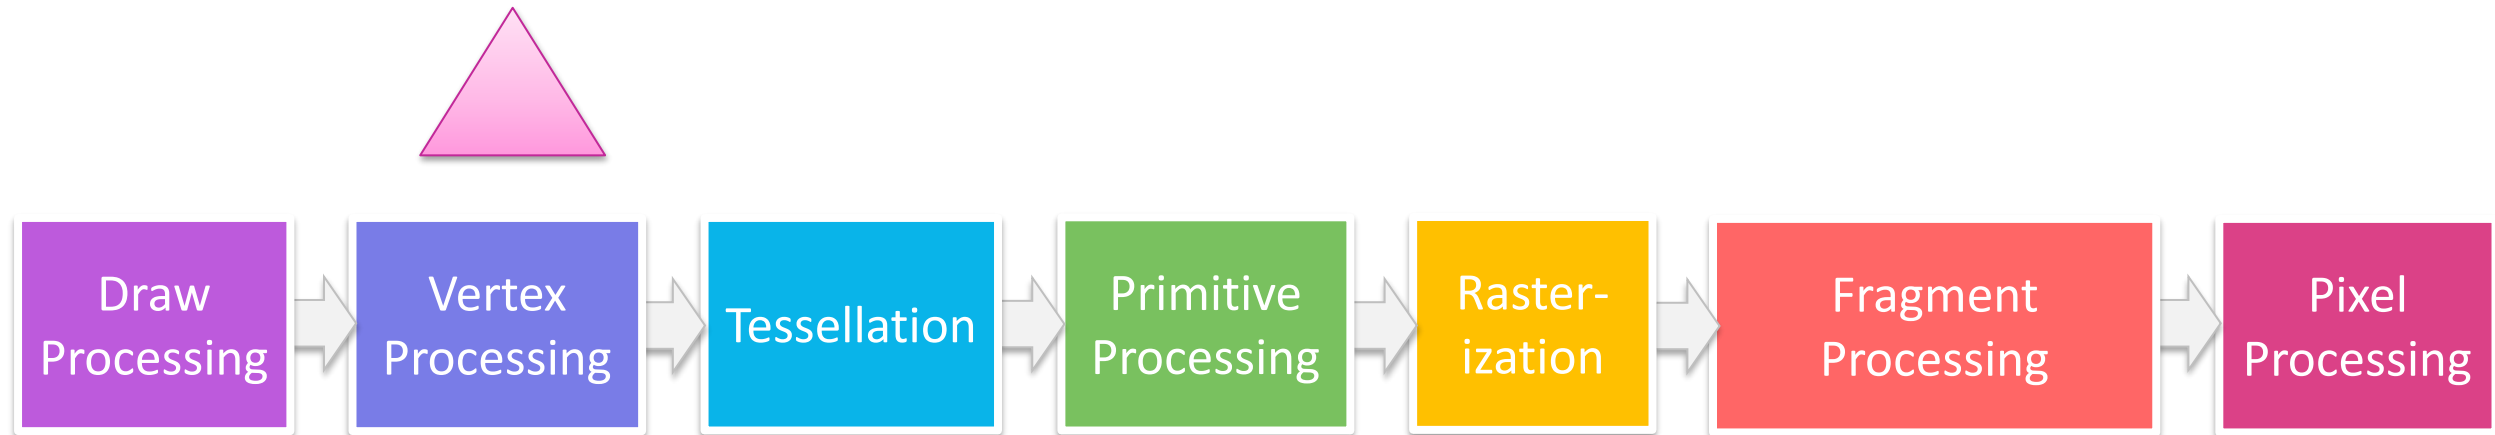 Draw
Processing
Vertex
Processing
Tessellation
Primitive
Processing
Raster-
ization
Fragment
Processing
Pixel
Processing